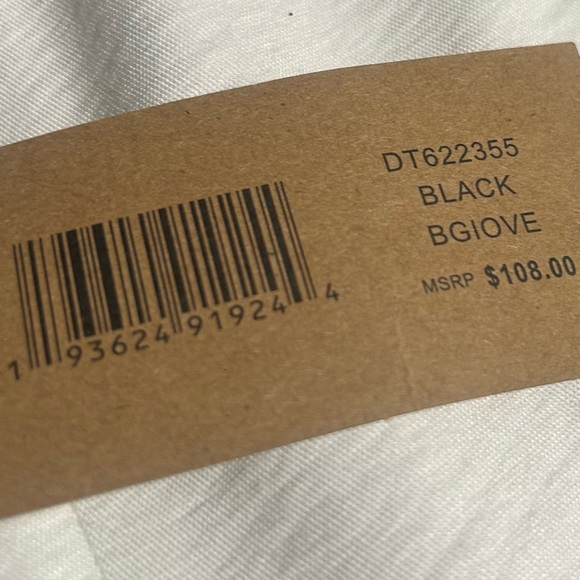 DT622355
BLACK
BGIOVE
MSRP $108.00
1 93624 91924 4